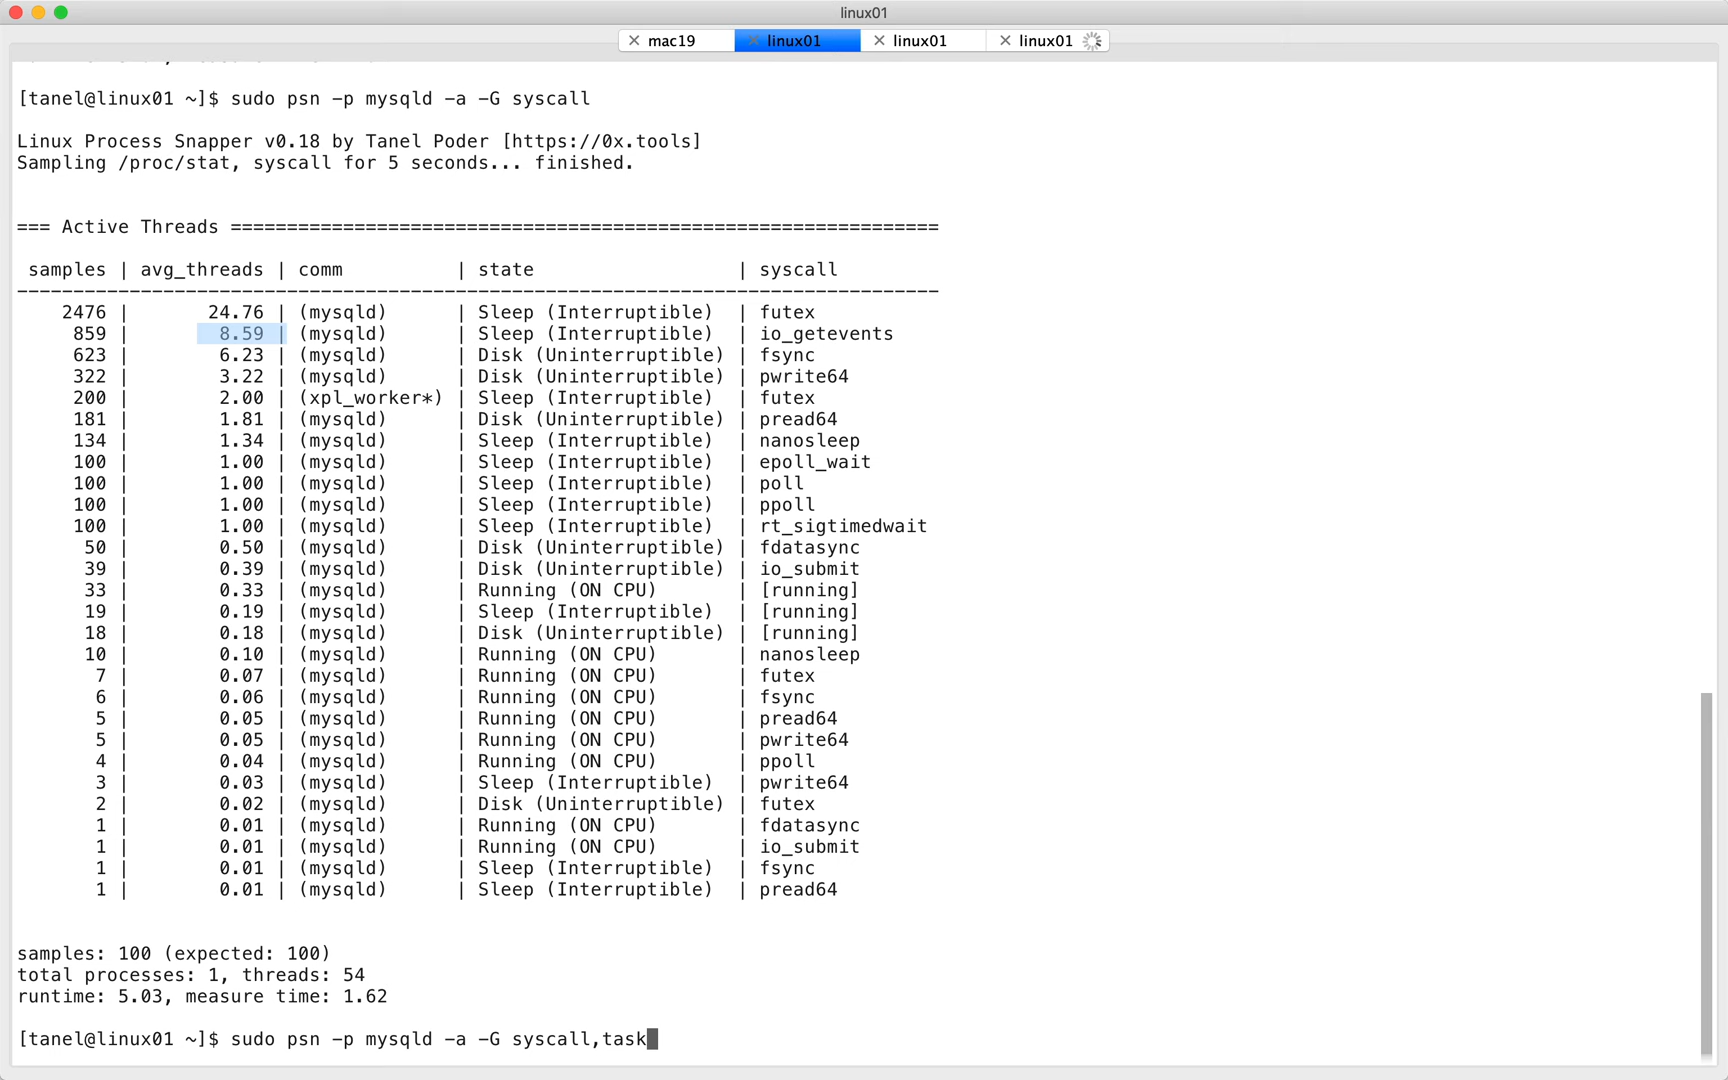 linux01
mac19 linux01 linux01 linux01
[tanel@linux01 ~]$ sudo psn -p mysqld -a -G syscall
Linux Process Snapper v0.18 by Tanel Poder [https://0x.tools]
Sampling /proc/stat, syscall for 5 seconds... finished.
=== Active Threads ===============================================================
samples | avg_threads | comm | state | syscall
----------------------------------------------------------------------------------
2476 | 24.76 | (mysqld) | Sleep (Interruptible) | futex
859 | 8.59 | (mysqld) | Sleep (Interruptible) | io_getevents
623 | 6.23 | (mysqld) | Disk (Uninterruptible) | fsync
322 | 3.22 | (mysqld) | Disk (Uninterruptible) | pwrite64
200 | 2.00 | (xpl_worker*) | Sleep (Interruptible) | futex
181 | 1.81 | (mysqld) | Disk (Uninterruptible) | pread64
134 | 1.34 | (mysqld) | Sleep (Interruptible) | nanosleep
100 | 1.00 | (mysqld) | Sleep (Interruptible) | epoll_wait
100 | 1.00 | (mysqld) | Sleep (Interruptible) | poll
100 | 1.00 | (mysqld) | Sleep (Interruptible) | ppoll
100 | 1.00 | (mysqld) | Sleep (Interruptible) | rt_sigtimedwait
50 | 0.50 | (mysqld) | Disk (Uninterruptible) | fdatasync
39 | 0.39 | (mysqld) | Disk (Uninterruptible) | io_submit
33 | 0.33 | (mysqld) | Running (ON CPU) | [running]
19 | 0.19 | (mysqld) | Sleep (Interruptible) | [running]
18 | 0.18 | (mysqld) | Disk (Uninterruptible) | [running]
10 | 0.10 | (mysqld) | Running (ON CPU) | nanosleep
7 | 0.07 | (mysqld) | Running (ON CPU) | futex
6 | 0.06 | (mysqld) | Running (ON CPU) | fsync
5 | 0.05 | (mysqld) | Running (ON CPU) | pread64
5 | 0.05 | (mysqld) | Running (ON CPU) | pwrite64
4 | 0.04 | (mysqld) | Running (ON CPU) | ppoll
3 | 0.03 | (mysqld) | Sleep (Interruptible) | pwrite64
2 | 0.02 | (mysqld) | Disk (Uninterruptible) | futex
1 | 0.01 | (mysqld) | Running (ON CPU) | fdatasync
1 | 0.01 | (mysqld) | Running (ON CPU) | io_submit
1 | 0.01 | (mysqld) | Sleep (Interruptible) | fsync
1 | 0.01 | (mysqld) | Sleep (Interruptible) | pread64
samples: 100 (expected: 100)
total processes: 1, threads: 54
runtime: 5.03, measure time: 1.62
[tanel@linux01 ~]$ sudo psn -p mysqld -a -G syscall,task